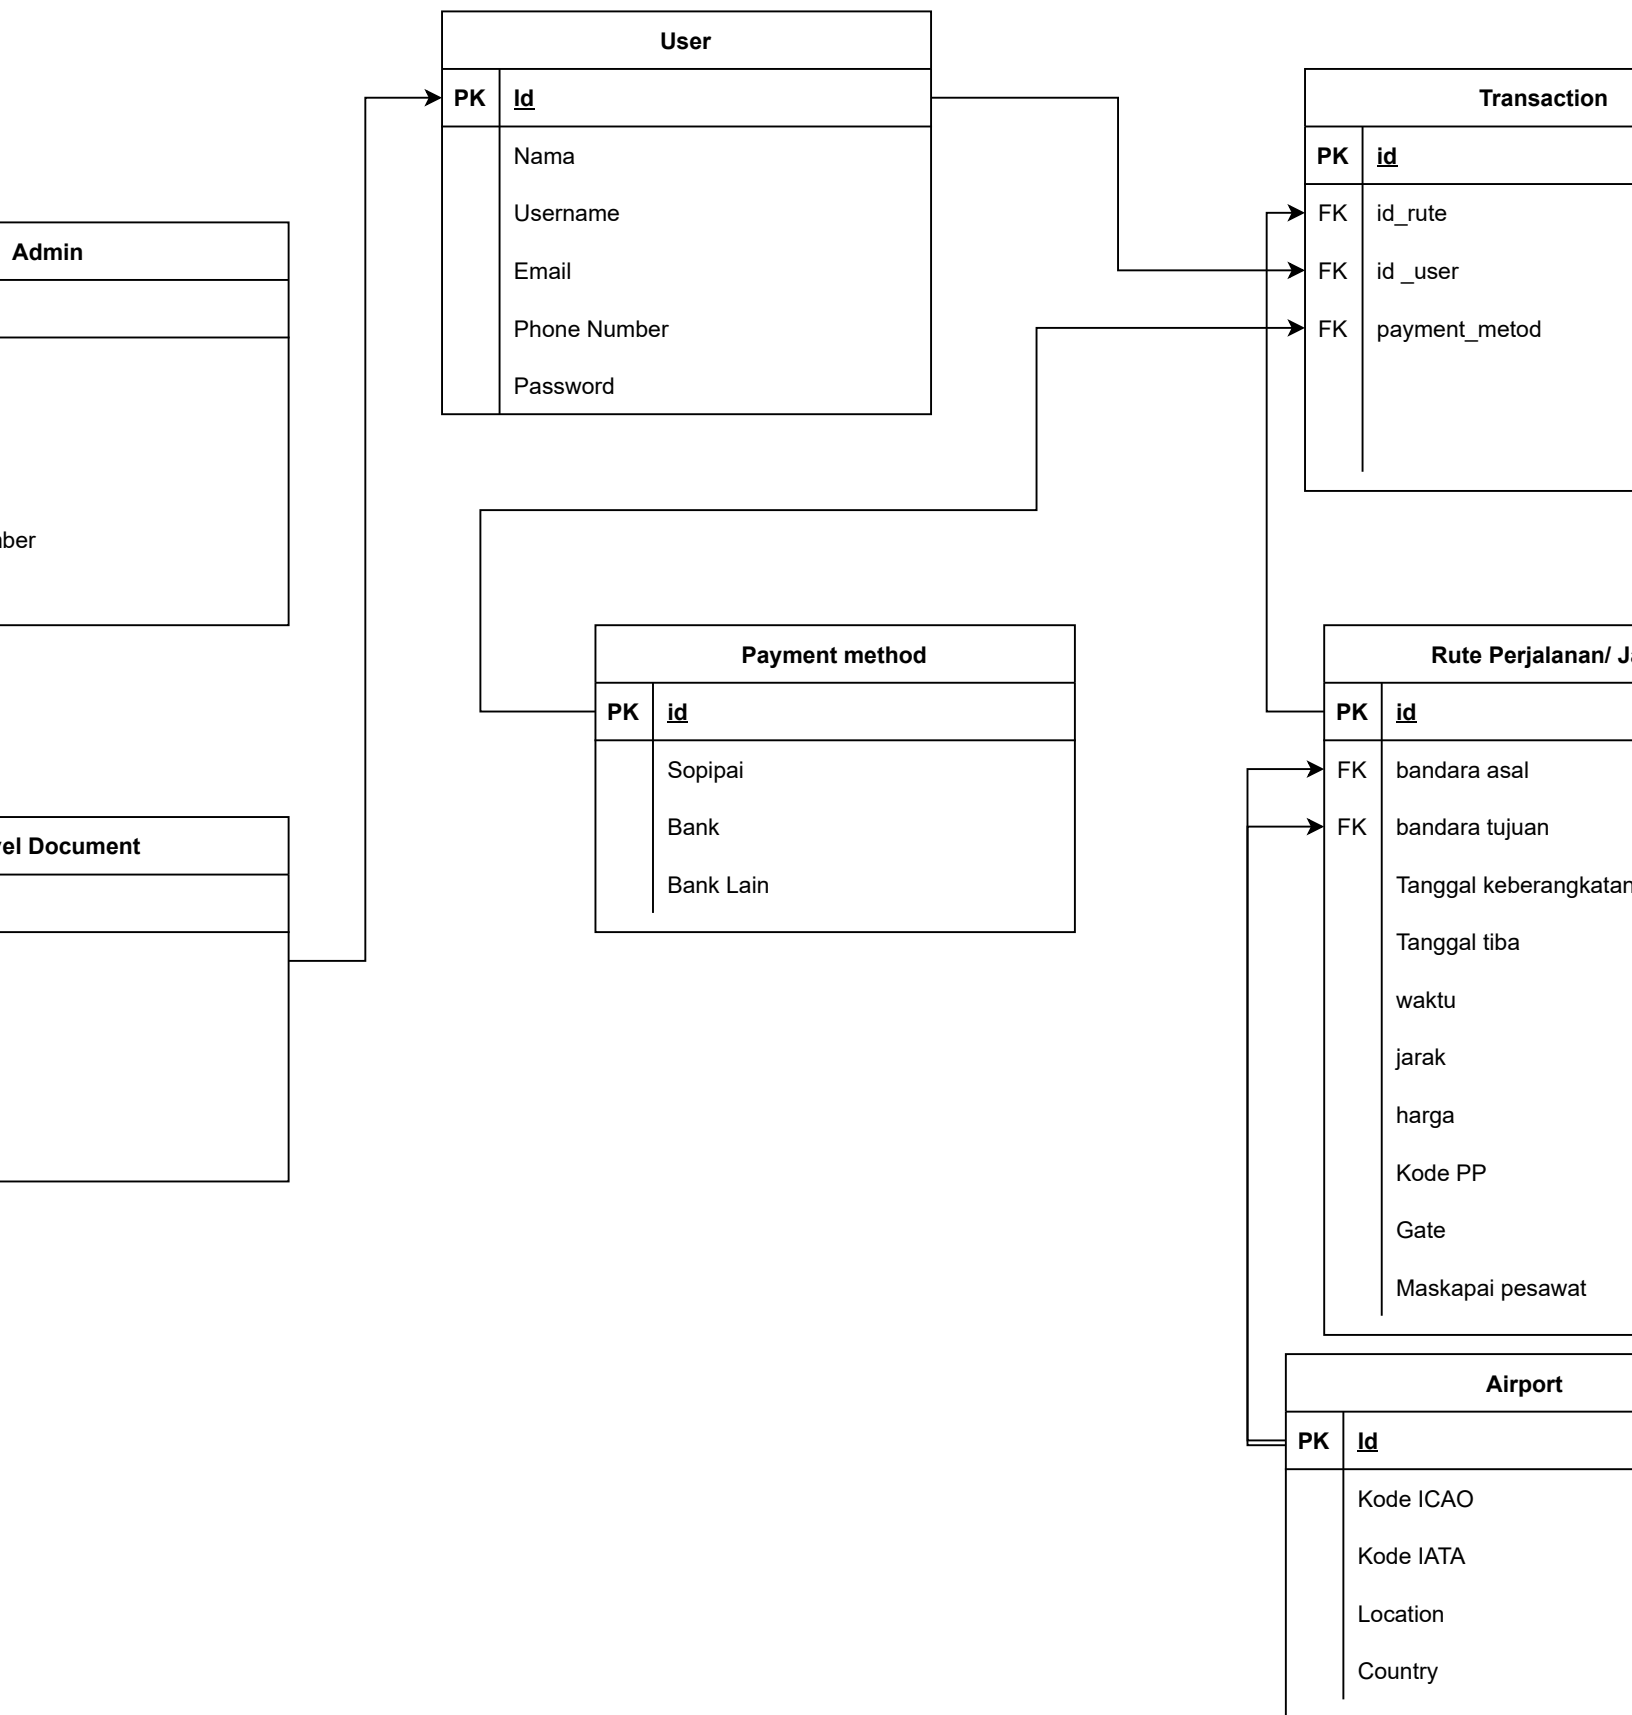 User
PK Id
Nama
Username
Email
Phone Number
Password
Transaction
PK id
FK id_rute
FK id _user
FK payment_metod
Admin
Payment method
PK id
Sopipai
Bank
Bank Lain
Rute Perjalanan/
PK id
FK bandara asal
FK bandara tujuan
Tanggal keberangkatan
Tanggal tiba
waktu
jarak
harga
Kode PP
Gate
Maskapai pesawat
Document
Airport
PK Id
Kode ICAO
Kode IATA
Location
Country